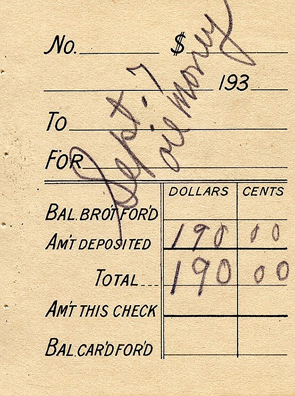 No. $
193
To
FOR
Sept. 7
oil money
DOLLARS CENTS
BAL. BRO'T FOR'D
AM'T DEPOSITED 190 00
TOTAL 190 00
AM'T THIS CHECK
BAL. CAR'D FOR'D